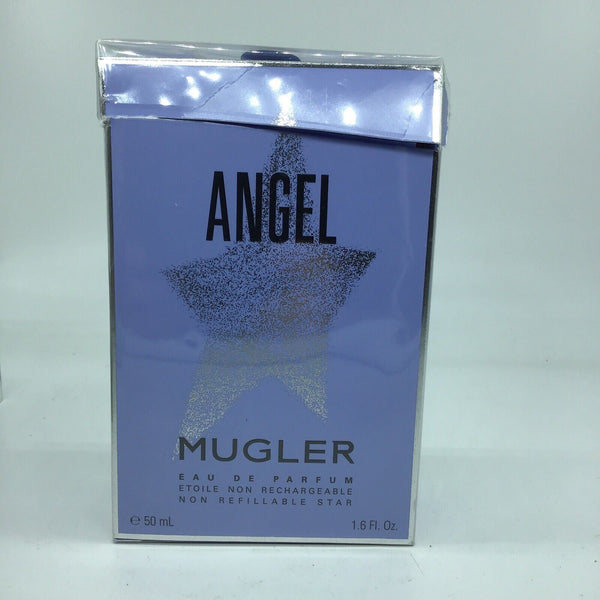 ANGEL
MUGLER
EAU DE PARFUM
ETOILE NON RECHARGEABLE
NON REFILLABLE STAR
℮ 50 mL 1.6 Fl. Oz.